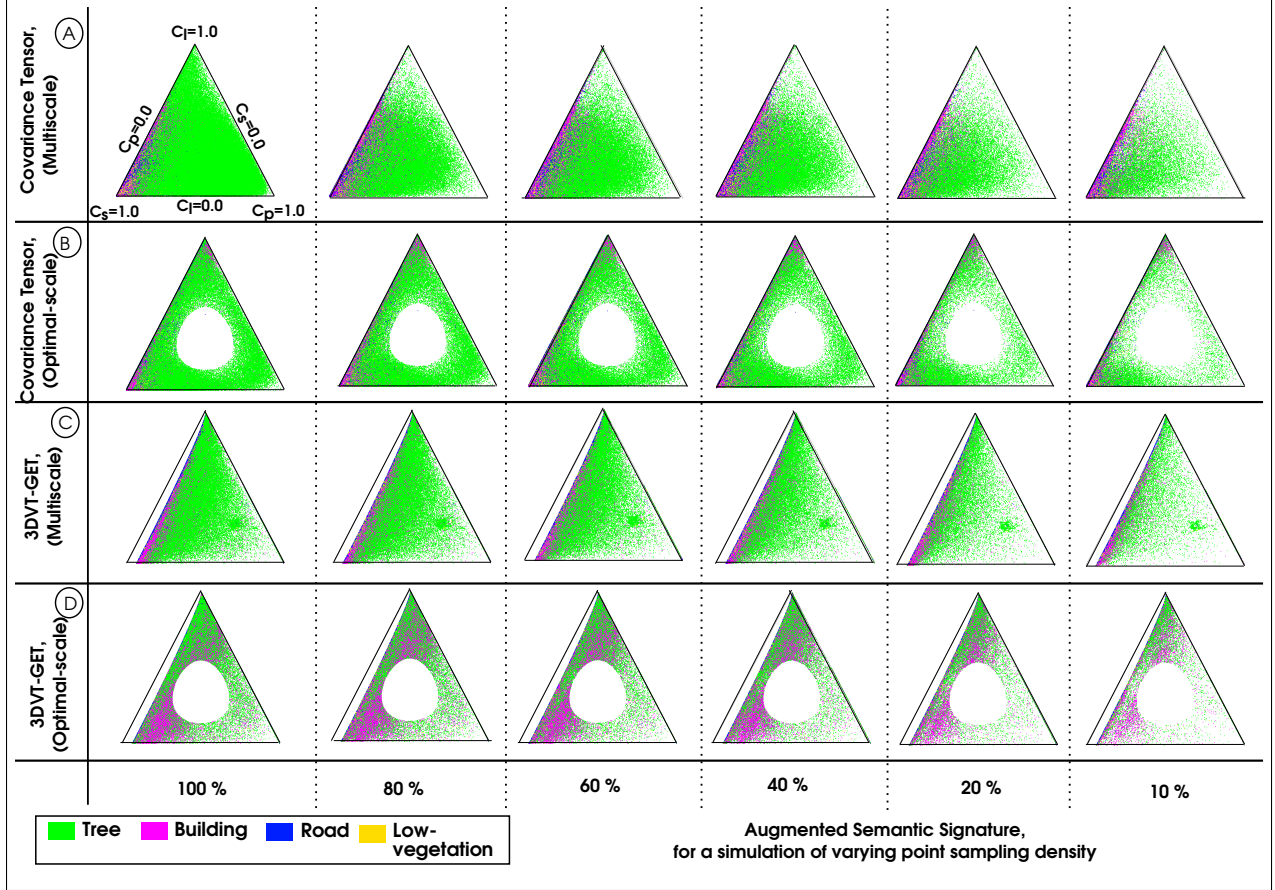 A
Covariance Tensor,
(Multiscale)
Cl=1.0
Cp=0.0
Cs=0.0
Cs=1.0
Cl=0.0
Cp=1.0
B
Covariance Tensor,
(Optimal-scale)
C
3DVT-GET,
(Multiscale)
D
3DVT-GET,
(Optimal-scale)
100 %
80 %
60 %
40 %
20 %
10 %
Tree
Building
Road
Low-
vegetation
Augmented Semantic Signature,
for a simulation of varying point sampling density